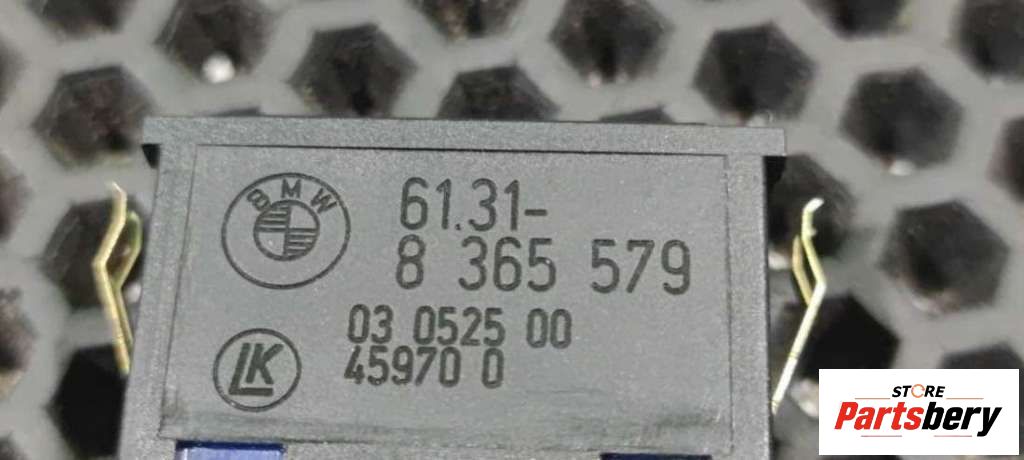 BMW
61.31-
8 365 579
03 0525 00
45970 0
LK
STORE
Partsbery